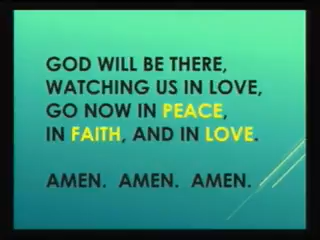 GOD WILL BE THERE,
WATCHING US IN LOVE,
GO NOW IN PEACE,
IN FAITH, AND IN LOVE.
AMEN.  AMEN.  AMEN.